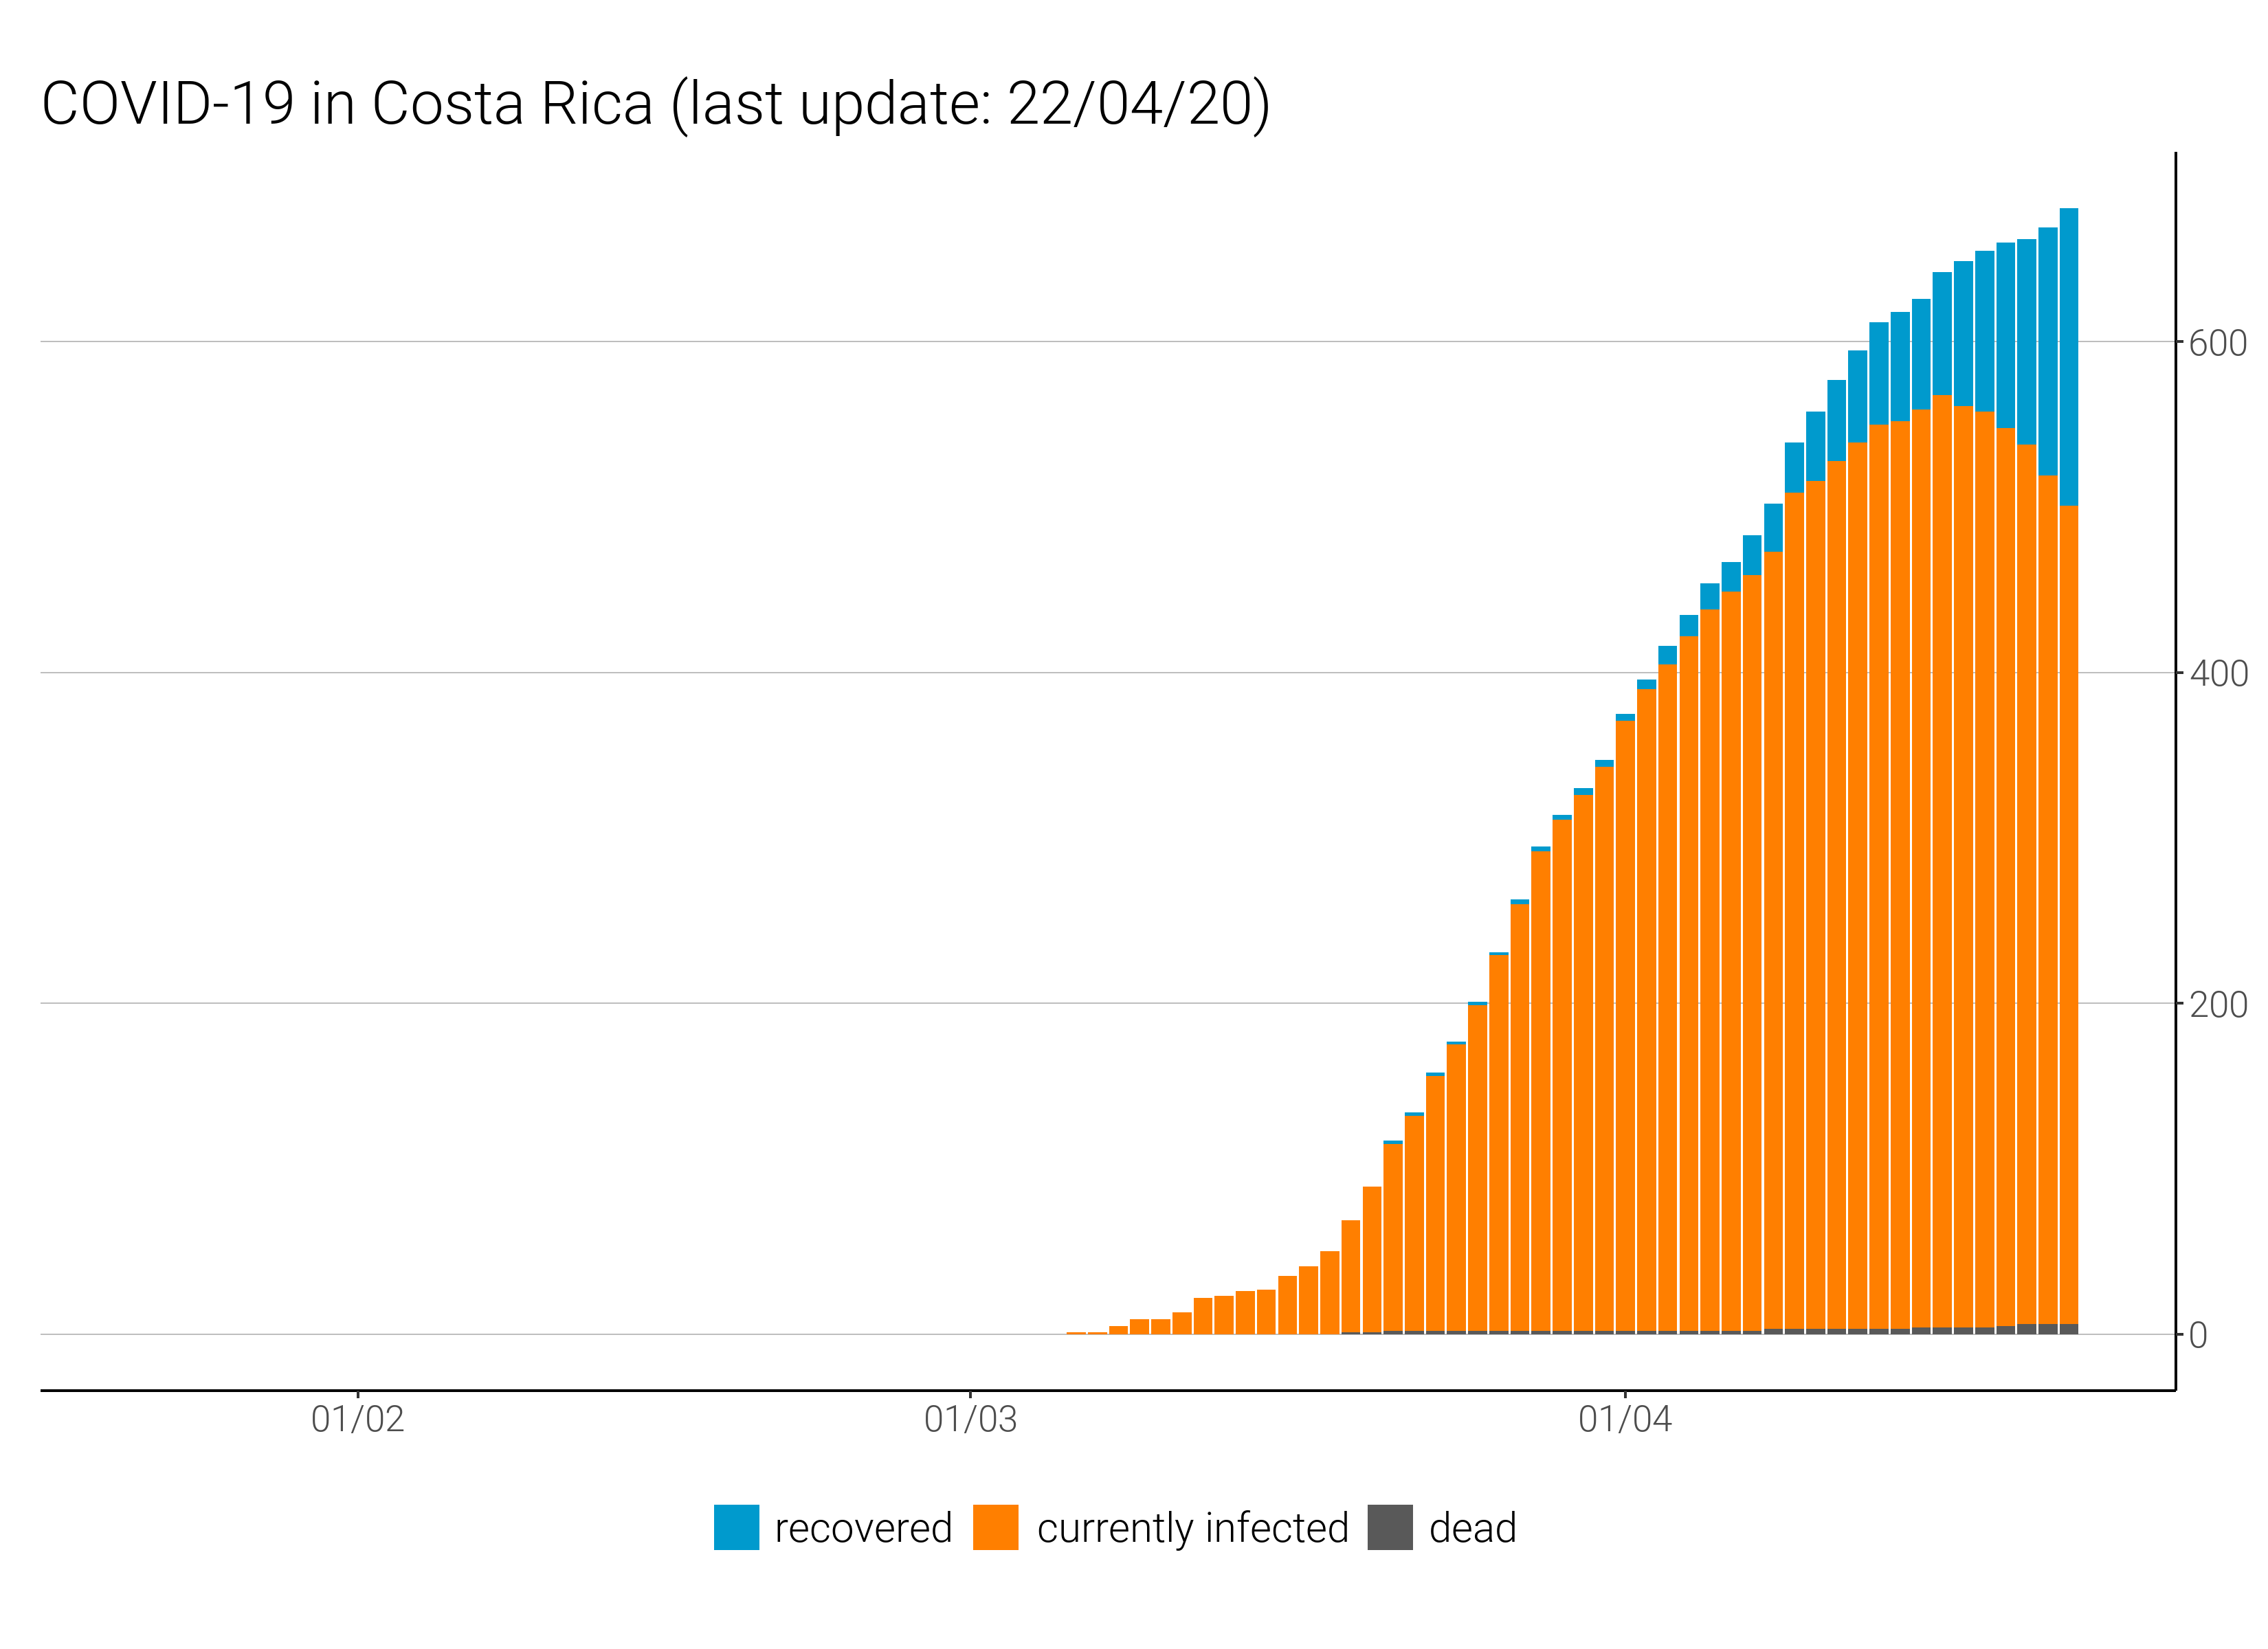 COVID-19 in Costa Rica (last update: 22/04/20)
600
400
200
0
01/02 01/03 01/04
recovered currently infected dead